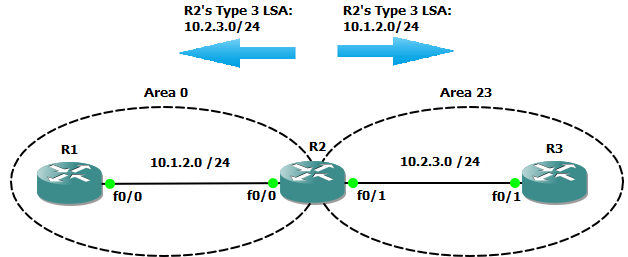 R2's Type 3 LSA:
10.2.3.0/24
R2's Type 3 LSA:
10.1.2.0/24
Area 0
Area 23
R1
R2
R3
10.1.2.0 /24
10.2.3.0 /24
f0/0
f0/0
f0/1
f0/1